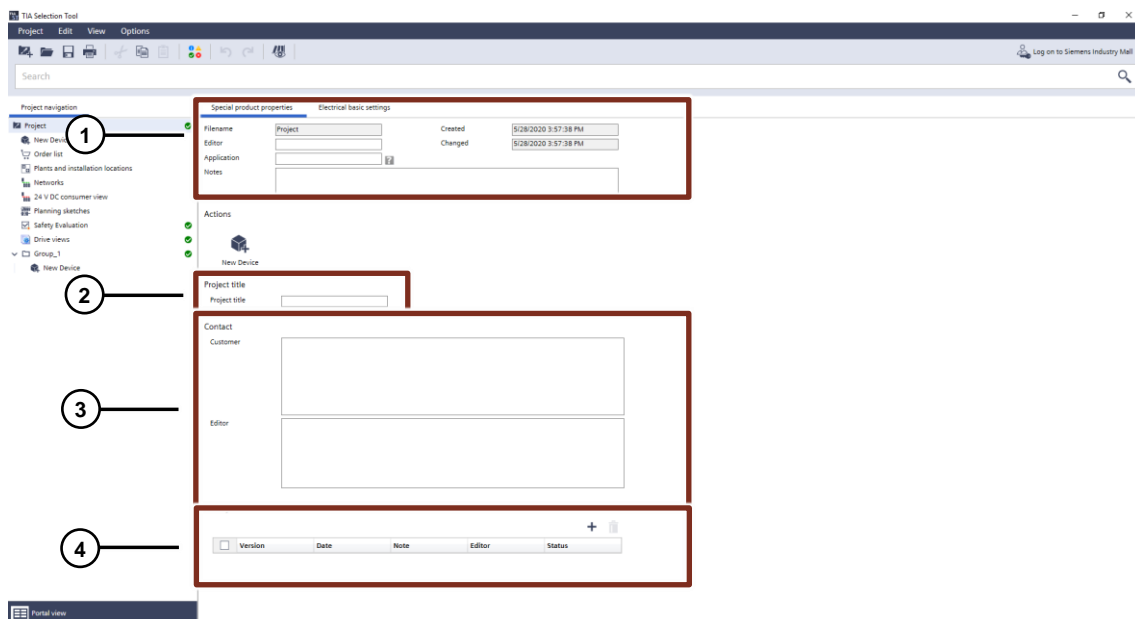 TIA Selection Tool
Project Edit View Options
Log on to Siemens Industry Mall
Search
Project navigation
Project
New Device
Order list
Plants and installation locations
Networks
24 V DC consumer view
Planning sketches
Safety Evaluation
Drive views
Group_1
New Device
Portal view
1
Special product properties Electrical basic settings
Filename Project Created 5/28/2020 3:57:38 PM
Editor Changed 5/28/2020 3:57:38 PM
Application ?
Notes
Actions
New Device
2
Project title
Project title
3
Contact
Customer
Editor
4
Version Date Note Editor Status